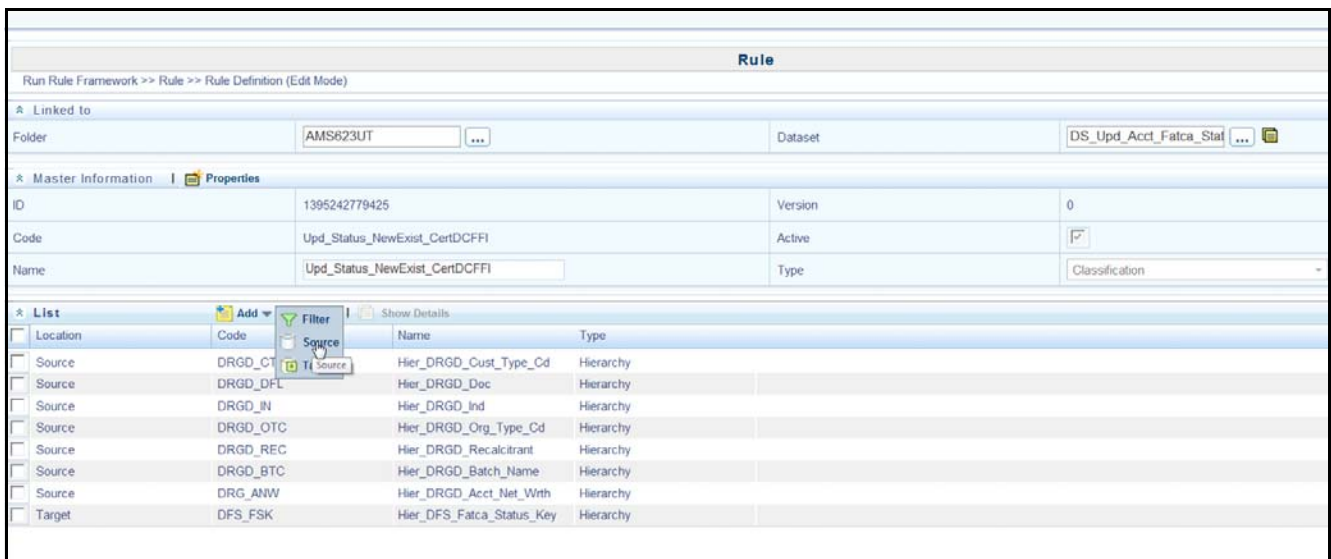 Rule
Run Rule Framework >> Rule >> Rule Definition (Edit Mode)
Linked to
Folder AMS623UT ... Dataset DS_Upd_Acct_Fatca_Stat ...
Master Information | Properties
ID 1395242779425 Version 0
Code Upd_Status_NewExist_CertDCFFI Active
Name Upd_Status_NewExist_CertDCFFI Type Classification
List Add Filter | Show Details
Location Code Source Name Type
Source DRGD_CT Source Hier_DRGD_Cust_Type_Cd Hierarchy
Source DRGD_DFL Hier_DRGD_Doc Hierarchy
Source DRGD_IN Hier_DRGD_Ind Hierarchy
Source DRGD_OTC Hier_DRGD_Org_Type_Cd Hierarchy
Source DRGD_REC Hier_DRGD_Recalcitrant Hierarchy
Source DRGD_BTC Hier_DRGD_Batch_Name Hierarchy
Source DRG_ANW Hier_DRGD_Acct_Net_Wrth Hierarchy
Target DFS_FSK Hier_DFS_Fatca_Status_Key Hierarchy